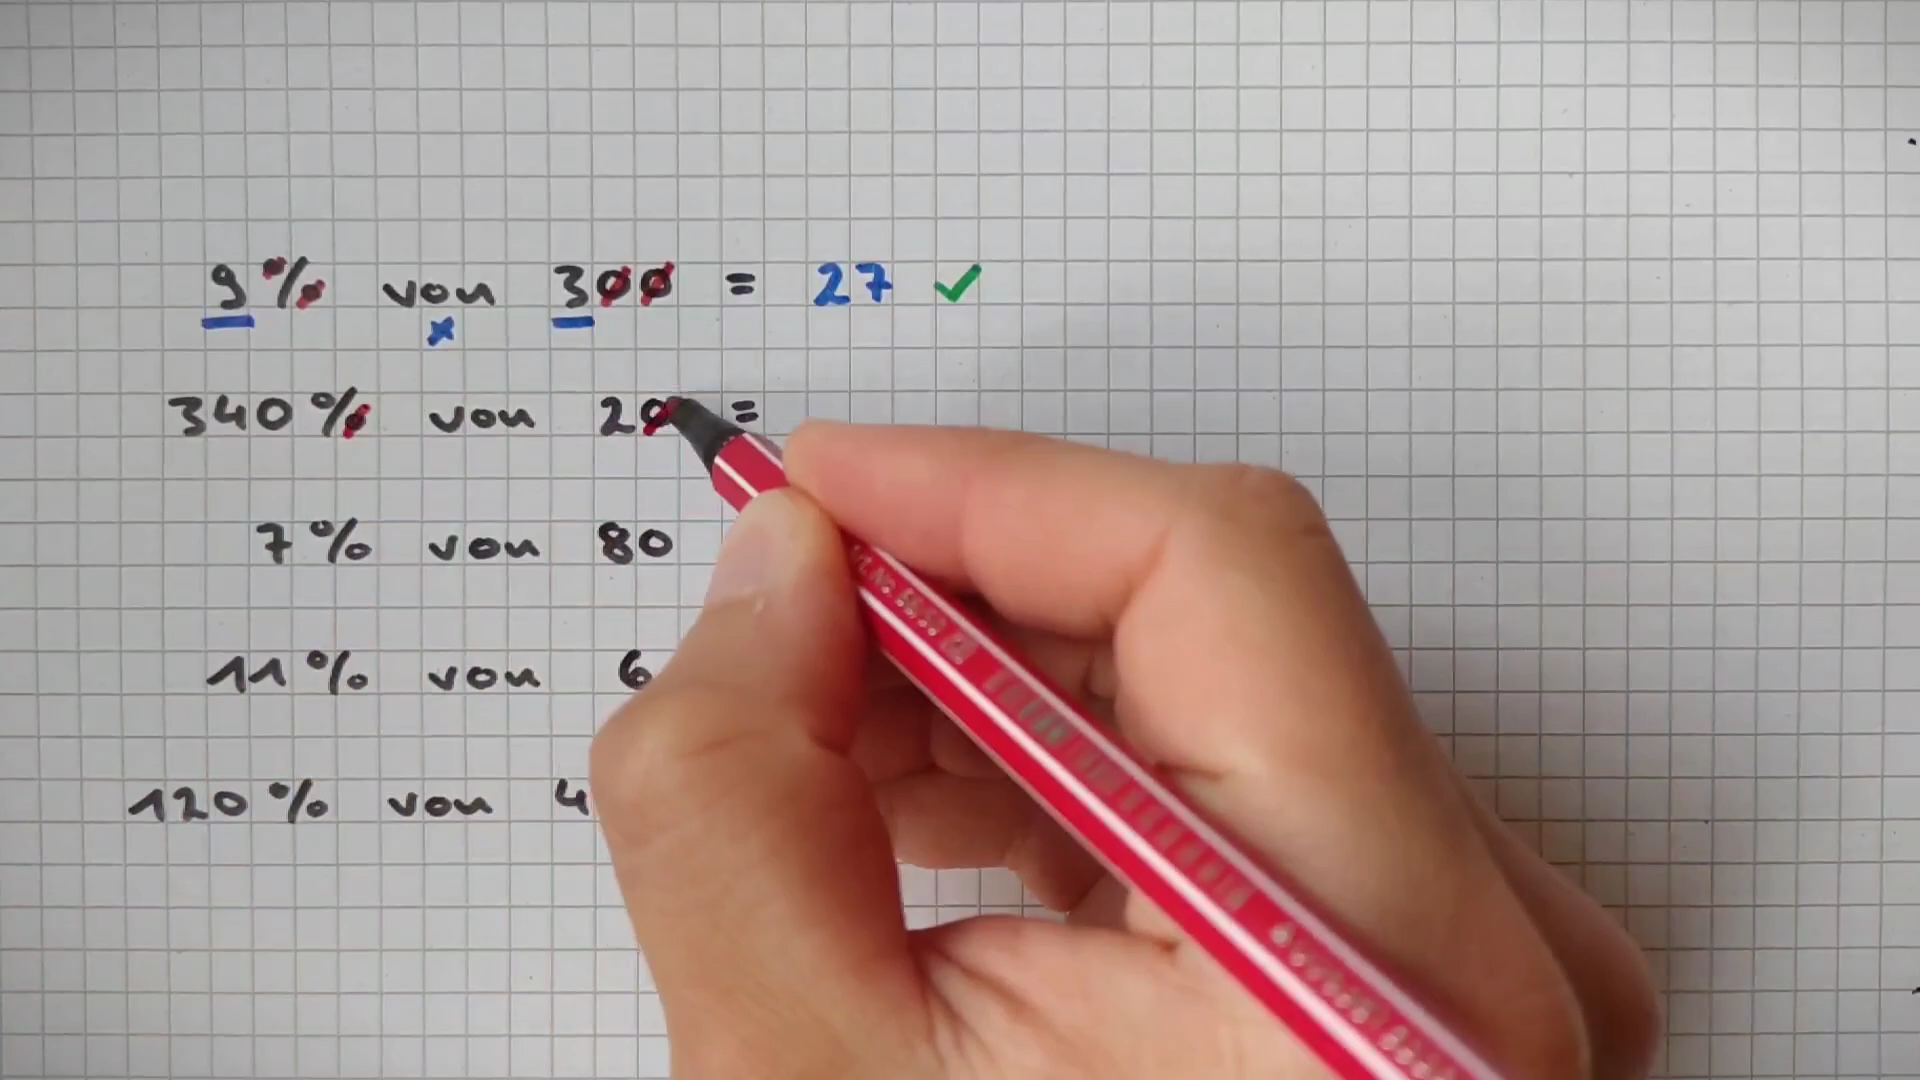 9% von 300 = 27 ✓
x
340% von 20 =
7% von 80
11% von 6
120% von 4